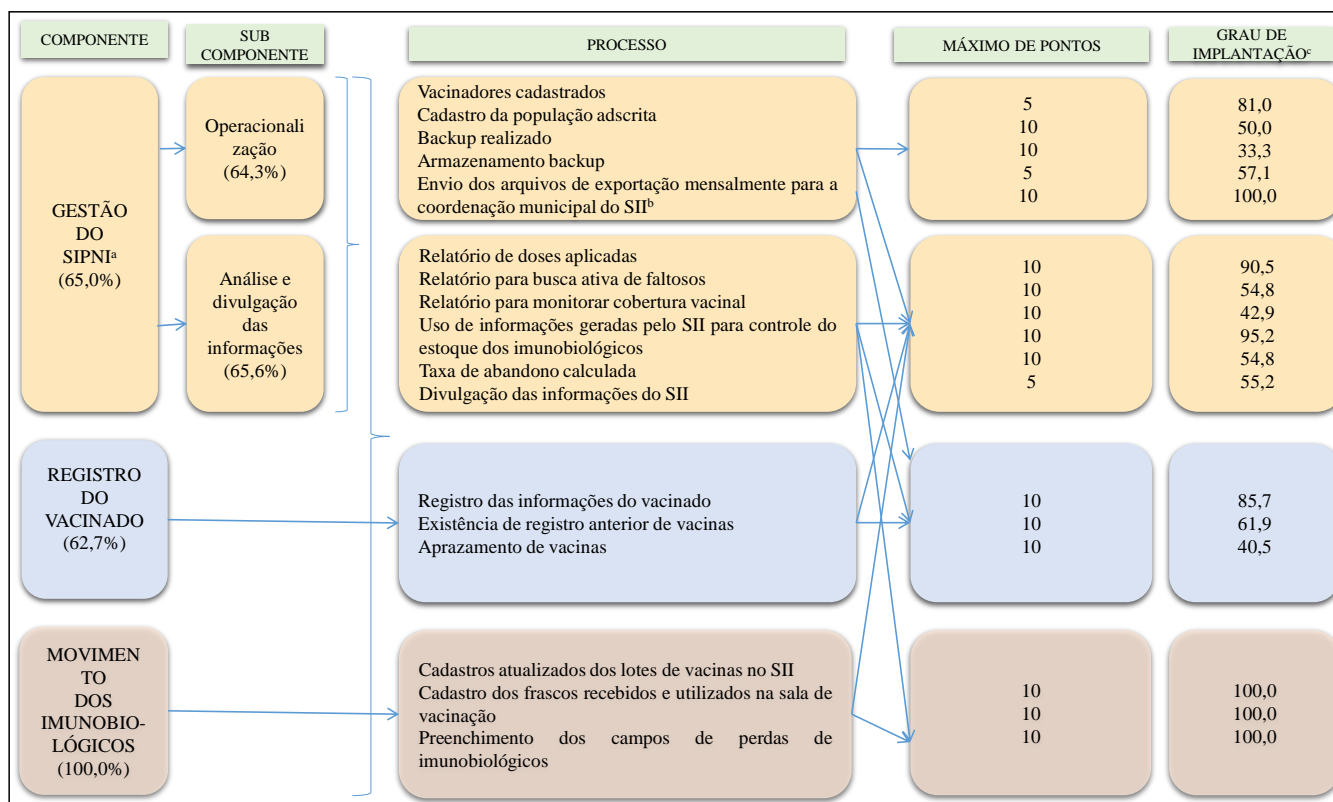 COMPONENTE
SUB
COMPONENTE
PROCESSO
MÁXIMO DE PONTOS
GRAU DE
IMPLANTAÇÃOᶜ
GESTÃO
DO
SIPNIᵃ
(65,0%)
Operacionali
zação
(64,3%)
Análise e
divulgação
das
informações
(65,6%)
Vacinadores cadastrados
Cadastro da população adscrita
Backup realizado
Armazenamento backup
Envio dos arquivos de exportação mensalmente para a
coordenação municipal do SIIᵇ
5
10
10
5
10
81,0
50,0
33,3
57,1
100,0
Relatório de doses aplicadas
Relatório para busca ativa de faltosos
Relatório para monitorar cobertura vacinal
Uso de informações geradas pelo SII para controle do
estoque dos imunobiológicos
Taxa de abandono calculada
Divulgação das informações do SII
10
10
10
10
10
5
90,5
54,8
42,9
95,2
54,8
55,2
REGISTRO
DO
VACINADO
(62,7%)
Registro das informações do vacinado
Existência de registro anterior de vacinas
Aprazamento de vacinas
10
10
10
85,7
61,9
40,5
MOVIMEN
TO
DOS
IMUNOBIO-
LÓGICOS
(100,0%)
Cadastros atualizados dos lotes de vacinas no SII
Cadastro dos frascos recebidos e utilizados na sala de
vacinação
Preenchimento dos campos de perdas de
imunobiológicos
10
10
10
100,0
100,0
100,0